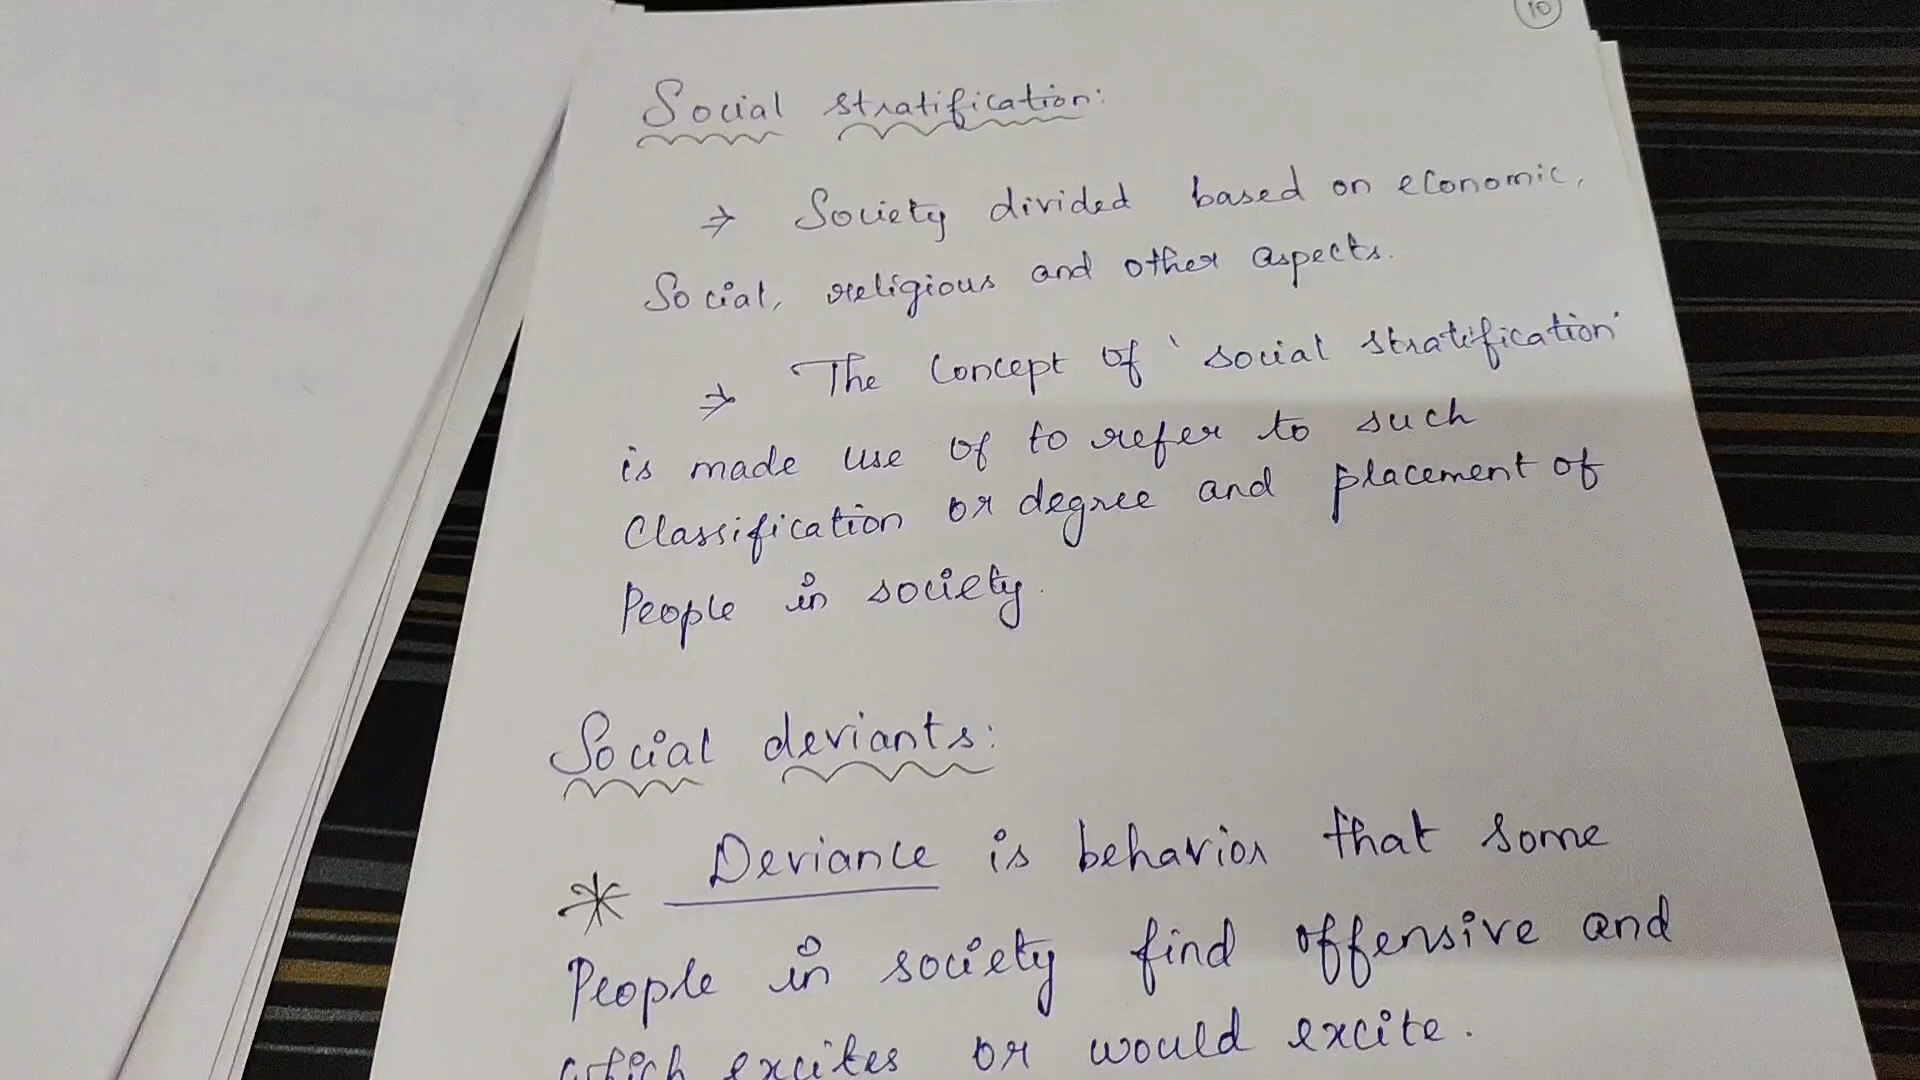 10
Social stratification:
⇒ Society divided based on economic,
Social, religious and other aspects.
⇒ The Concept of 'social stratification'
is made use of to refer to such
Classification or degree and placement of
People in society.
Social deviants:
* Deviance is behavior that some
People in society find offensive and
which excites or would excite.